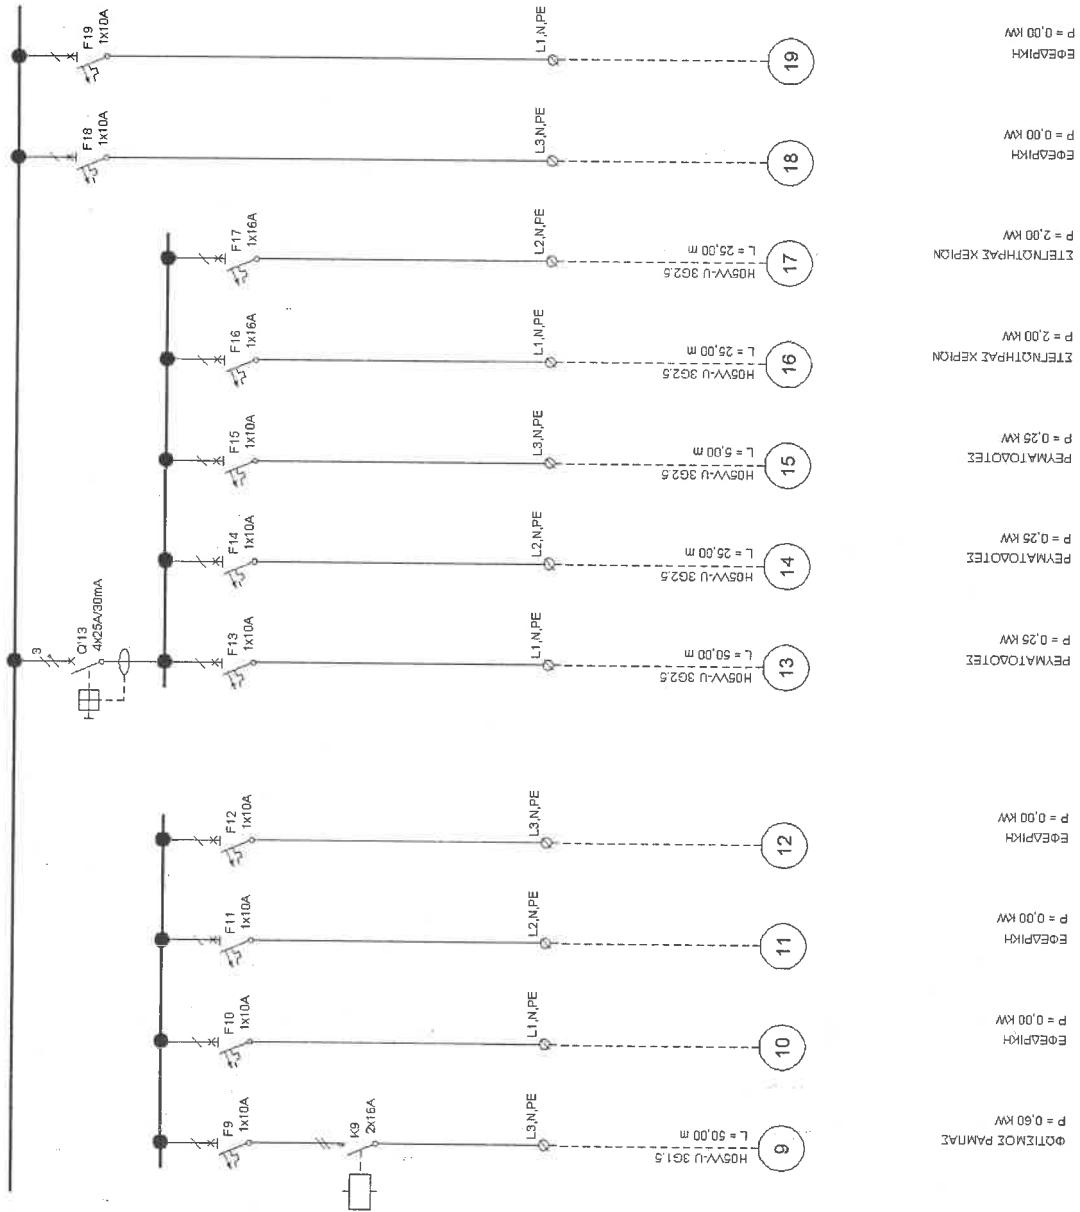 F19
1x10A
L1,N,PE
19
ΕΦΕΔΡΙΚΗ
P = 0,00 KW
F18
1x10A
L3,N,PE
18
ΕΦΕΔΡΙΚΗ
P = 0,00 KW
F17
1x16A
L2,N,PE
H05VV-U 3G2.5
L = 25,00 m
17
ΣΤΕΓΝΩΤΗΡΑΣ ΧΕΡΙΩΝ
P = 2,00 KW
F16
1x16A
L1,N,PE
H05VV-U 3G2.5
L = 25,00 m
16
ΣΤΕΓΝΩΤΗΡΑΣ ΧΕΡΙΩΝ
P = 2,00 KW
F15
1x10A
L3,N,PE
H05VV-U 3G2.5
L = 5,00 m
15
ΡΕΥΜΑΤΟΔΟΤΕΣ
P = 0,25 KW
F14
1x10A
L2,N,PE
H05VV-U 3G2.5
L = 25,00 m
14
ΡΕΥΜΑΤΟΔΟΤΕΣ
P = 0,25 KW
3
Q'13
4x25A/30mA
F13
1x10A
L1,N,PE
H05VV-U 3G2.5
L = 50,00 m
13
ΡΕΥΜΑΤΟΔΟΤΕΣ
P = 0,25 KW
F12
1x10A
L3,N,PE
12
ΕΦΕΔΡΙΚΗ
P = 0,00 KW
F11
1x10A
L2,N,PE
11
ΕΦΕΔΡΙΚΗ
P = 0,00 KW
F10
1x10A
L1,N,PE
10
ΕΦΕΔΡΙΚΗ
P = 0,00 KW
F9
1x10A
K9
2x16A
L3,N,PE
H05VV-U 3G1.5
L = 50,00 m
9
ΦΩΤΙΣΜΟΣ ΡΑΜΠΑΣ
P = 0,60 KW